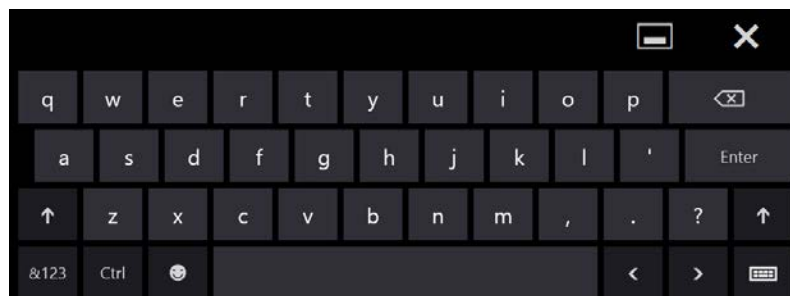 q w e r t y u i o p
a s d f g h j k l ' Enter
z x c v b n m , . ?
&123 Ctrl < >